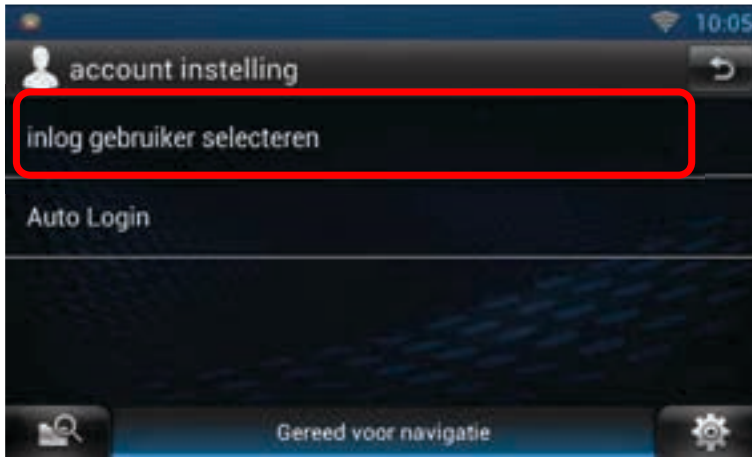 10:05
account instelling
inlog gebruiker selecteren
Auto Login
Gereed voor navigatie